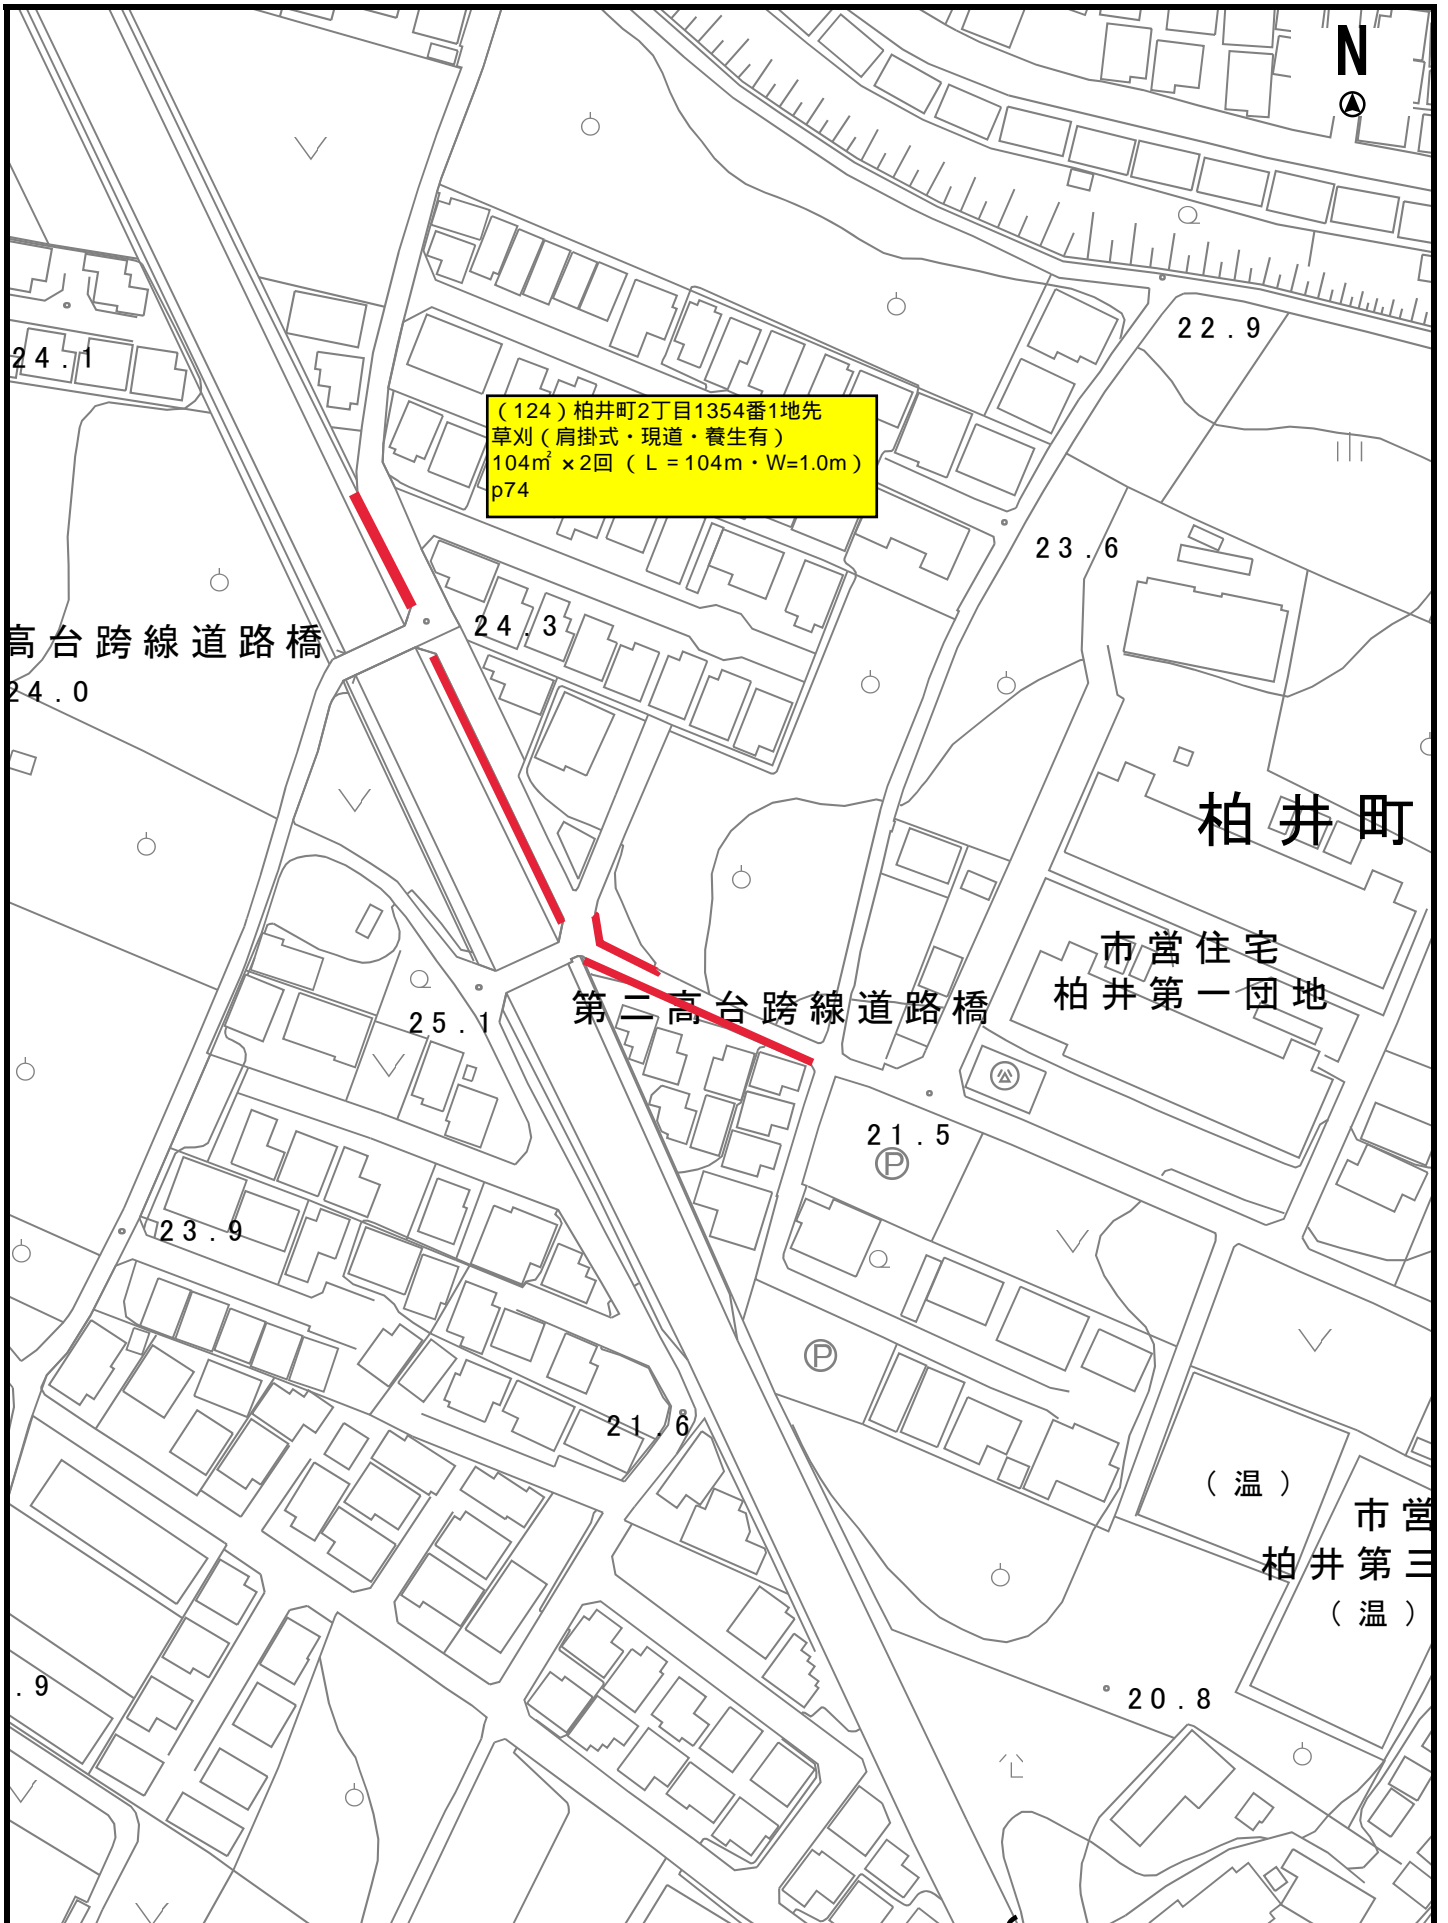 N
22.9
24.1
(124)柏井町2丁目1354番1地先
草刈(肩掛式・現道・養生有)
104㎡×2回(L=104m・W=1.0m)
p74
23.6
24.3
高台跨線道路橋
24.0
柏井町
市営住宅
柏井第一団地
第二高台跨線道路橋
25.1
21.5
P
23.9
P
21.6
(温)
市営
柏井第三
(温)
.9
20.8